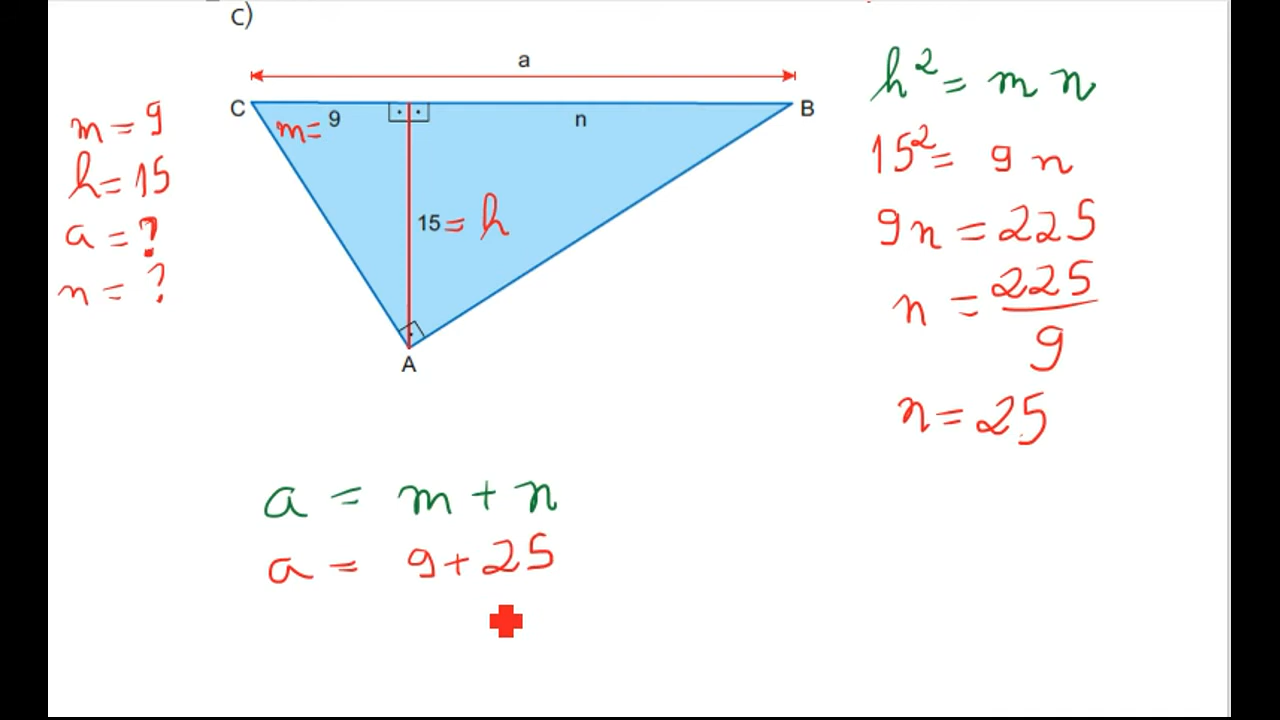 c)
a
C 9 n B
m=
m = 9
h = 15
a = ?
n = ?
15 = h
A
h² = m n
15² = 9 n
9n = 225
n = 225/9
n = 25
a = m + n
a = 9 + 25